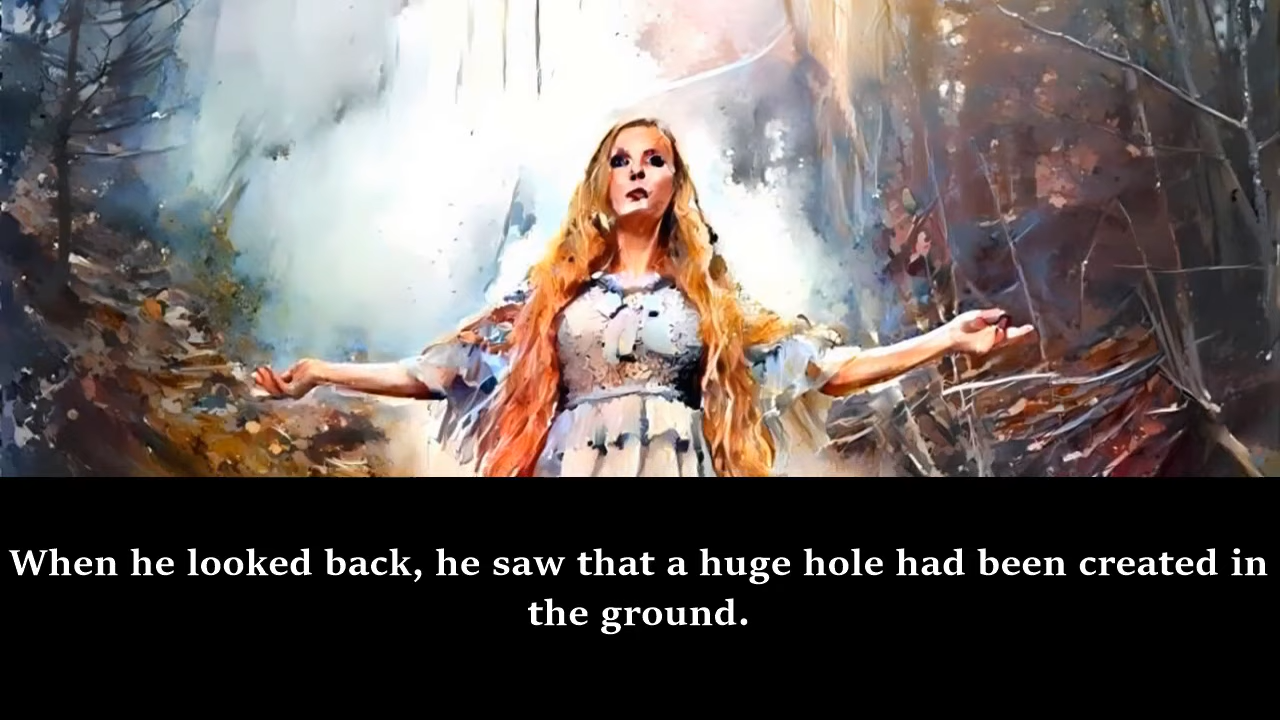 When he looked back, he saw that a huge hole had been created in
the ground.